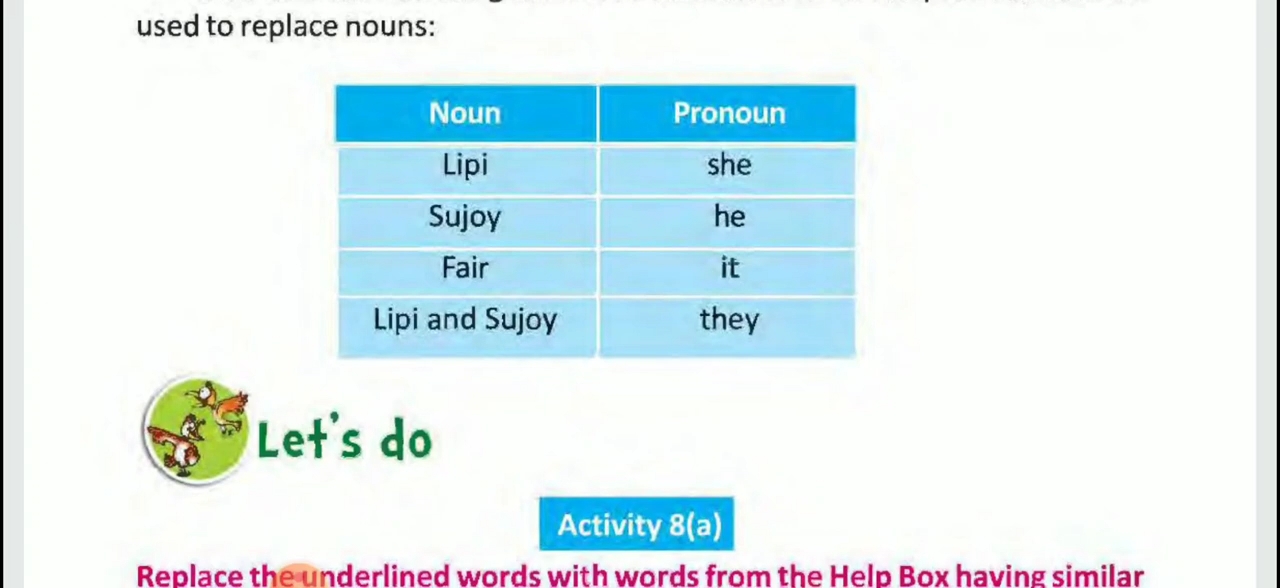 used to replace nouns:
Noun Pronoun
Lipi she
Sujoy he
Fair it
Lipi and Sujoy they
Let's do
Activity 8(a)
Replace the underlined words with words from the Help Box having similar